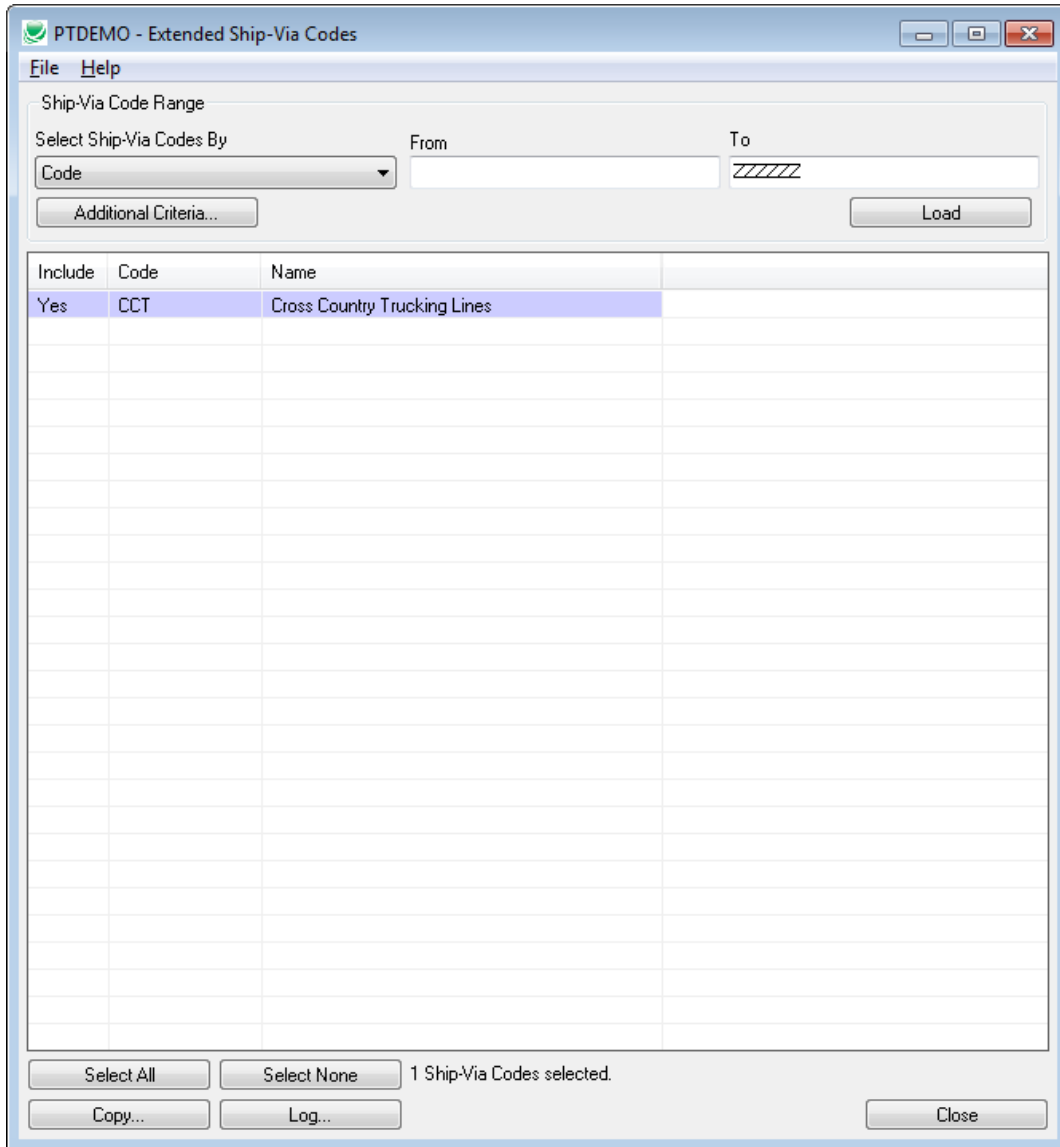 PTDEMO - Extended Ship-Via Codes
File Help
Ship-Via Code Range
Select Ship-Via Codes By From To
Code ZZZZZZ
Additional Criteria... Load
Include Code Name
Yes CCT Cross Country Trucking Lines
Select All Select None 1 Ship-Via Codes selected.
Copy... Log... Close